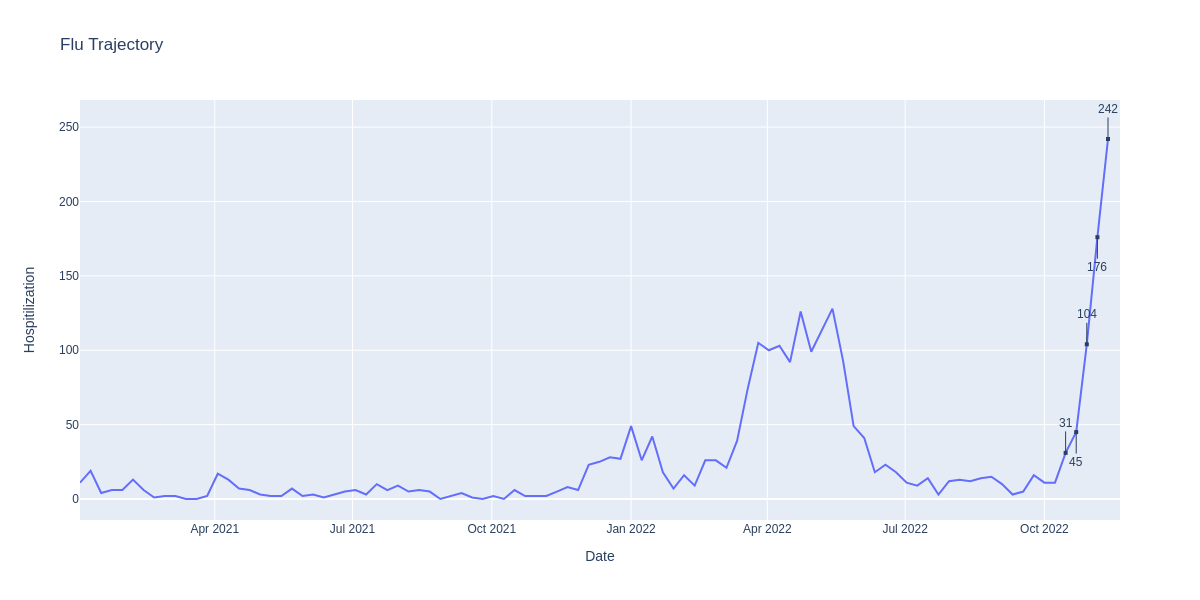 Flu Trajectory
250
200
150
100
50
0
Hospitilization
242
176
104
31
45
Apr 2021
Jul 2021
Oct 2021
Jan 2022
Apr 2022
Jul 2022
Oct 2022
Date